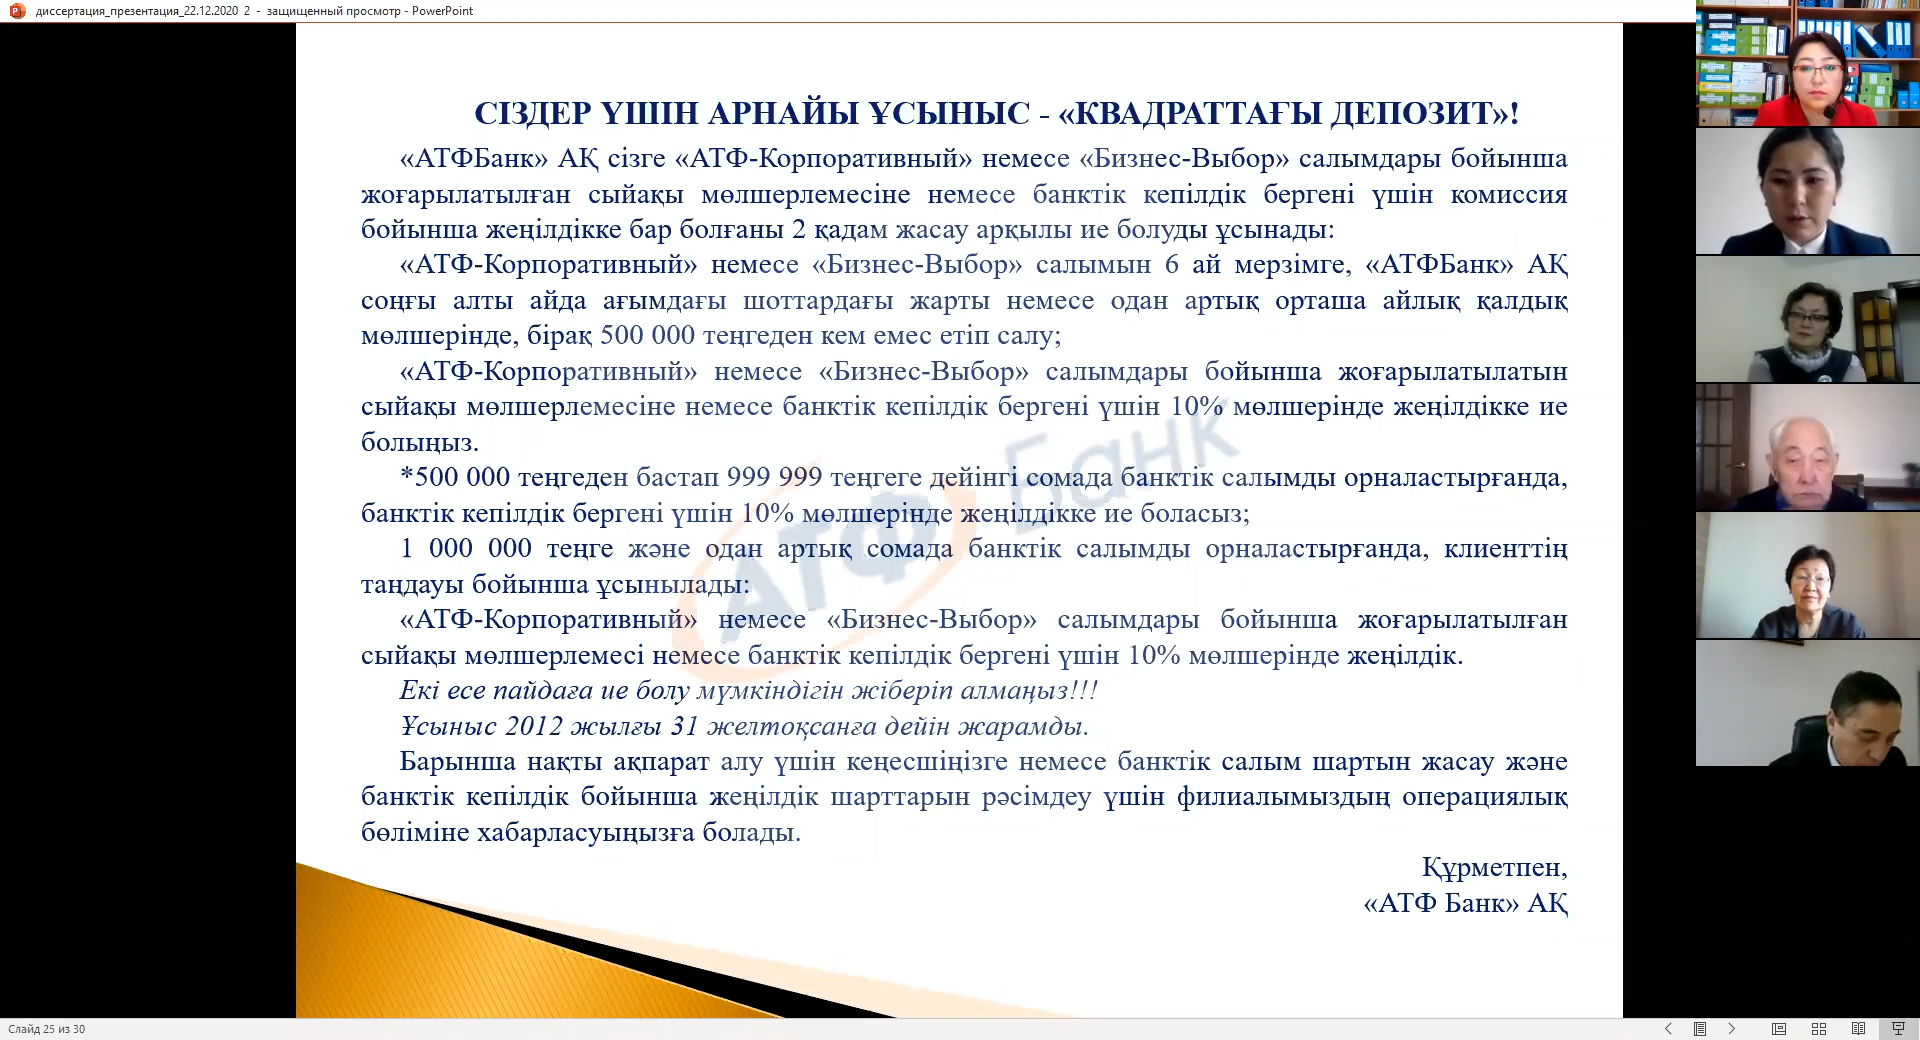 диссертация_презентация_22.12.2020 2 - защищенный просмотр - PowerPoint
СІЗДЕР ҮШІН АРНАЙЫ ҰСЫНЫС - «КВАДРАТТАҒЫ ДЕПОЗИТ»!
«АТФБанк» АҚ сізге «АТФ-Корпоративный» немесе «Бизнес-Выбор» салымдары бойынша
жоғарылатылған сыйақы мөлшерлемесіне немесе банктік кепілдік бергені үшін комиссия
бойынша жеңілдікке бар болғаны 2 қадам жасау арқылы ие болуды ұсынады:
«АТФ-Корпоративный» немесе «Бизнес-Выбор» салымын 6 ай мерзімге, «АТФБанк» АҚ
соңғы алты айда ағымдағы шоттардағы жарты немесе одан артық орташа айлық қалдық
мөлшерінде, бірақ 500 000 теңгеден кем емес етіп салу;
«АТФ-Корпоративный» немесе «Бизнес-Выбор» салымдары бойынша жоғарылатылатын
сыйақы мөлшерлемесіне немесе банктік кепілдік бергені үшін 10% мөлшерінде жеңілдікке ие
болыңыз.
*500 000 теңгеден бастап 999 999 теңгеге дейінгі сомада банктік салымды орналастырғанда,
банктік кепілдік бергені үшін 10% мөлшерінде жеңілдікке ие боласыз;
1 000 000 теңге және одан артық сомада банктік салымды орналастырғанда, клиенттің
таңдауы бойынша ұсынылады:
«АТФ-Корпоративный» немесе «Бизнес-Выбор» салымдары бойынша жоғарылатылған
сыйақы мөлшерлемесі немесе банктік кепілдік бергені үшін 10% мөлшерінде жеңілдік.
Екі есе пайдаға ие болу мүмкіндігін жіберіп алмаңыз!!!
Ұсыныс 2012 жылғы 31 желтоқсанға дейін жарамды.
Барынша нақты ақпарат алу үшін кеңесшіңізге немесе банктік салым шартын жасау және
банктік кепілдік бойынша жеңілдік шарттарын рәсімдеу үшін филиалымыздың операциялық
бөліміне хабарласуыңызға болады.
Құрметпен,
«АТФ Банк» АҚ
АТФ Банк
Слайд 25 из 30